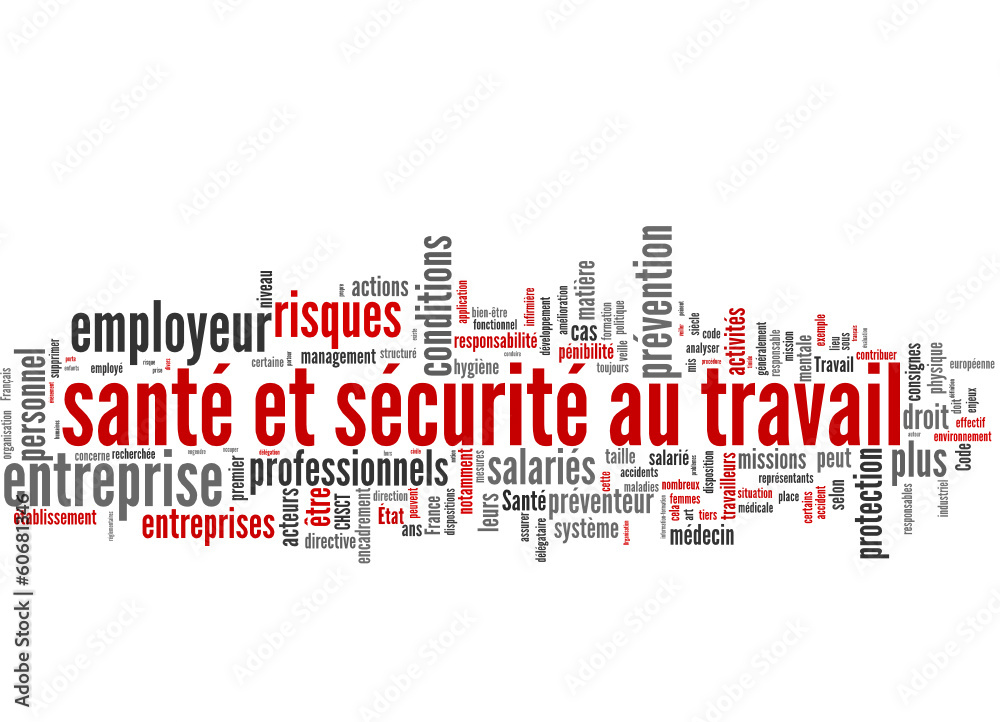 santé et sécurité au travail
employeur
risques
niveau
actions
conditions
application
bien-être
fonctionnel
responsabilité
infirmière
développement
amélioration
matière
cas
pénibilité
formation
politique
veille
toujours
prévention
siècle
code
mis
analyser
activités
généralement
responsable
mission
mentale
exemple
lieu
sous
Travail
contribuer
consignes
physique
européenne
doit
enjeux
droit
effectif
environnement
Code
Français
organisation
personnel
supprimer
employé
risque
prise
certaine
management
structuré
hygiène
entreprise
établissement
concerne
recherchée
premier
professionnels
entreprises
acteurs
être
CHSCT
directive
encadrement
direction
État
peuvent
ans
France
dispositions
notamment
mesures
leurs
salariés
Santé
assurer
délégataire
préventeur
système
taille
salarié
accidents
cette
maladies
nombreux
femmes
cela
art
tiers
médecin
disposition
travailleurs
missions
peut
représentants
situation
place
médicale
certains
accident
selon
protection
plus
responsables
industriel
Adobe Stock | #60681346
Adobe Stock